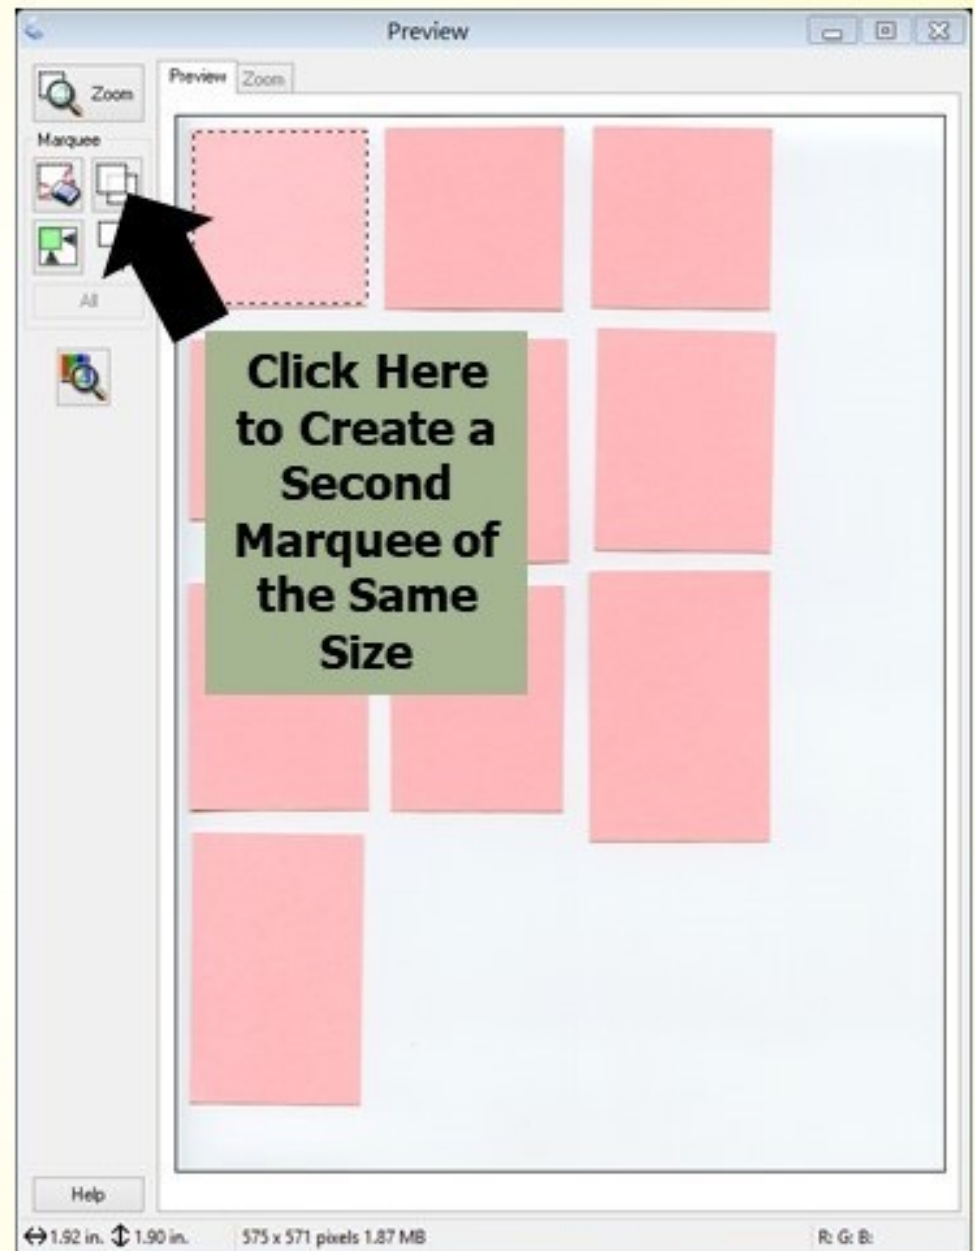 Preview
Zoom
Preview Zoom
Marquee
All
Click Here
to Create a
Second
Marquee of
the Same
Size
Help
1.92 in. 1.90 in. 575 x 571 pixels 1.87 MB R: G: B: